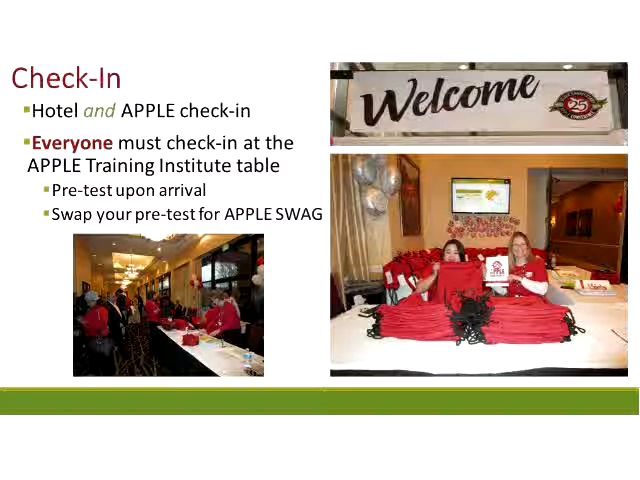 Check-In
Hotel and APPLE check-in
Everyone must check-in at the
APPLE Training Institute table
Pre-test upon arrival
Swap your pre-test for APPLE SWAG
Welcome
25
APPLE